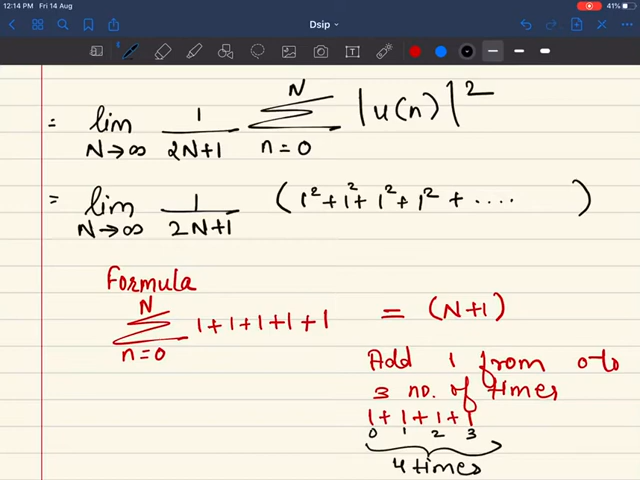 12:14 PM Fri 14 Aug
41%
Dsip
= lim N→∞ 1/2N+1 Σ N n=0 |u(n)|²
= lim N→∞ 1/2N+1 (1²+1²+1²+1²+.... )
Formula
Σ N n=0 1+1+1+1+1 = (N+1)
Add 1 from 0 to
3 no. of times
1+1+1+1
0 1 2 3
4 times